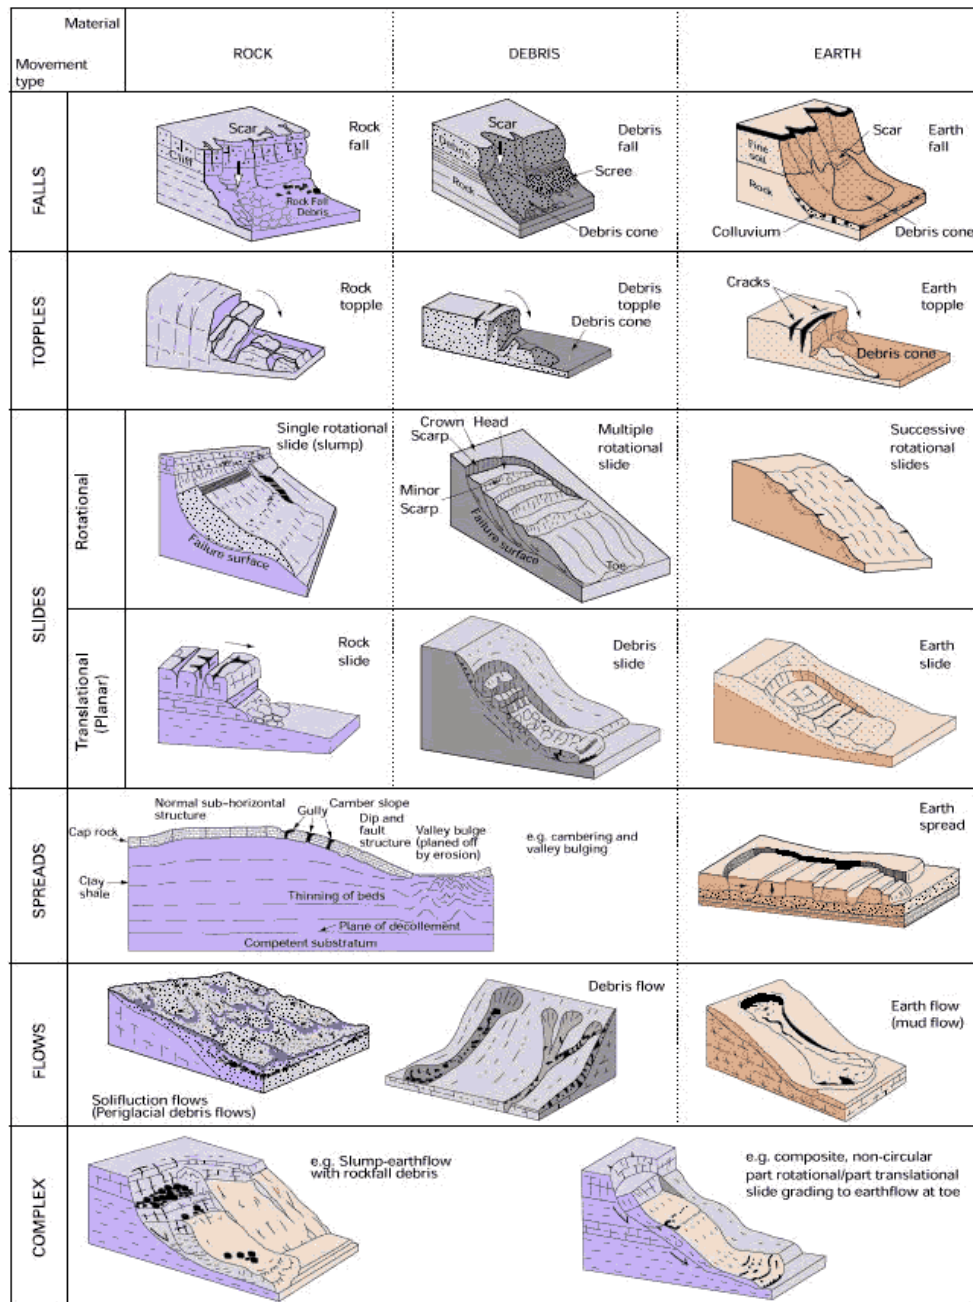 Material
Movement
type
ROCK
DEBRIS
EARTH
FALLS
Scar
Cliff
Rock
fall
Rock Fall
Debris
Scar
Debris
Rock
Debris
fall
Scree
Debris cone
Fine
soil
Rock
Scar
Earth
fall
Colluvium
Debris cone
TOPPLES
Rock
topple
Debris
topple
Debris cone
Cracks
Earth
topple
Debris cone
SLIDES
Rotational
Single rotational
slide (slump)
Failure surface
Crown
Head
Scarp
Minor
Scarp
Multiple
rotational
slide
Failure surface
Toe
Successive
rotational
slides
Translational
(Planar)
Rock
slide
Debris
slide
Earth
slide
SPREADS
Normal sub-horizontal
structure
Cap rock
Gully
Camber slope
Dip and
fault
structure
Valley bulge
(planed off
by erosion)
Clay
shale
Thinning of beds
Plane of decollement
Competent substratum
e.g. cambering and
valley bulging
Earth
spread
FLOWS
Solifluction flows
(Periglacial debris flows)
Debris flow
Earth flow
(mud flow)
COMPLEX
e.g. Slump-earthflow
with rockfall debris
e.g. composite, non-circular
part rotational/part translational
slide grading to earthflow at toe